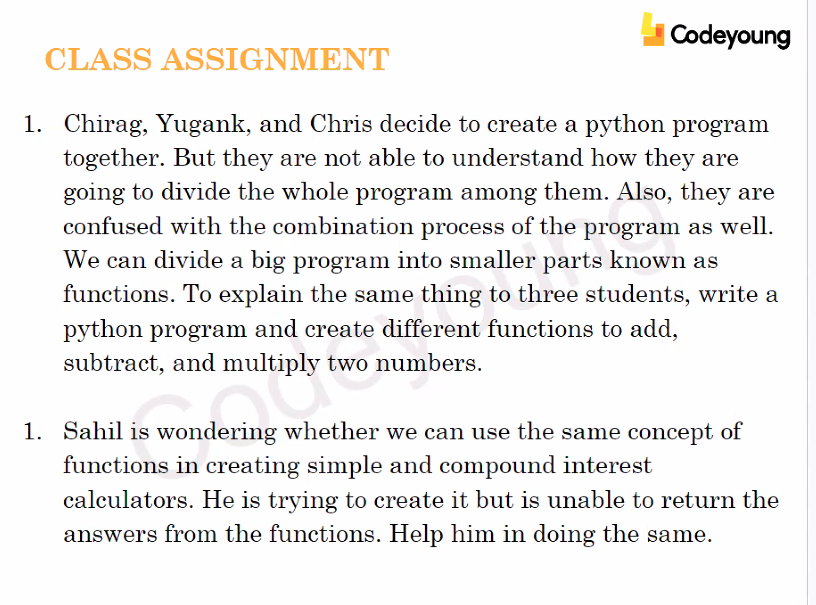 Codeyoung
CLASS ASSIGNMENT
1. Chirag, Yugank, and Chris decide to create a python program
together. But they are not able to understand how they are
going to divide the whole program among them. Also, they are
confused with the combination process of the program as well.
We can divide a big program into smaller parts known as
functions. To explain the same thing to three students, write a
python program and create different functions to add,
subtract, and multiply two numbers.
1. Sahil is wondering whether we can use the same concept of
functions in creating simple and compound interest
calculators. He is trying to create it but is unable to return the
answers from the functions. Help him in doing the same.
Codeyoung